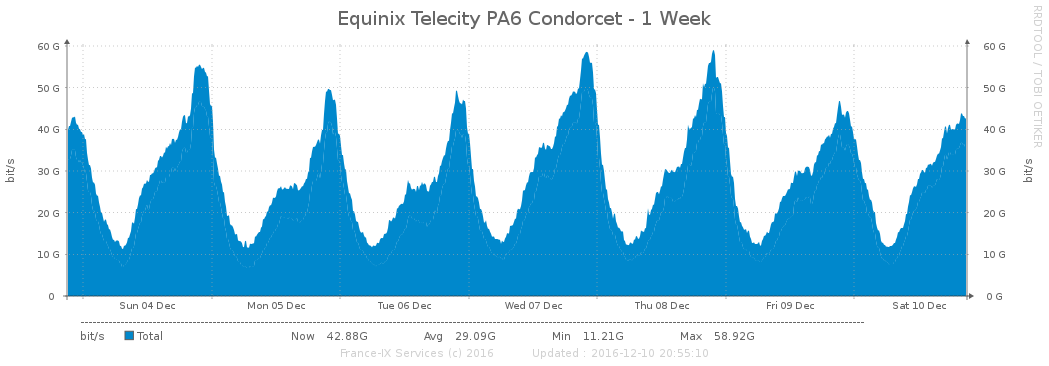 Equinix Telecity PA6 Condorcet - 1 Week
RRDTOOL / TOBI OETIKER
bit/s
60 G
50 G
40 G
30 G
20 G
10 G
0
60 G
50 G
40 G
30 G
20 G
10 G
0 G
bit/s
Sun 04 Dec Mon 05 Dec Tue 06 Dec Wed 07 Dec Thu 08 Dec Fri 09 Dec Sat 10 Dec
bit/s Total Now 42.88G Avg 29.09G Min 11.21G Max 58.92G
France-IX Services (c) 2016 Updated : 2016-12-10 20:55:10